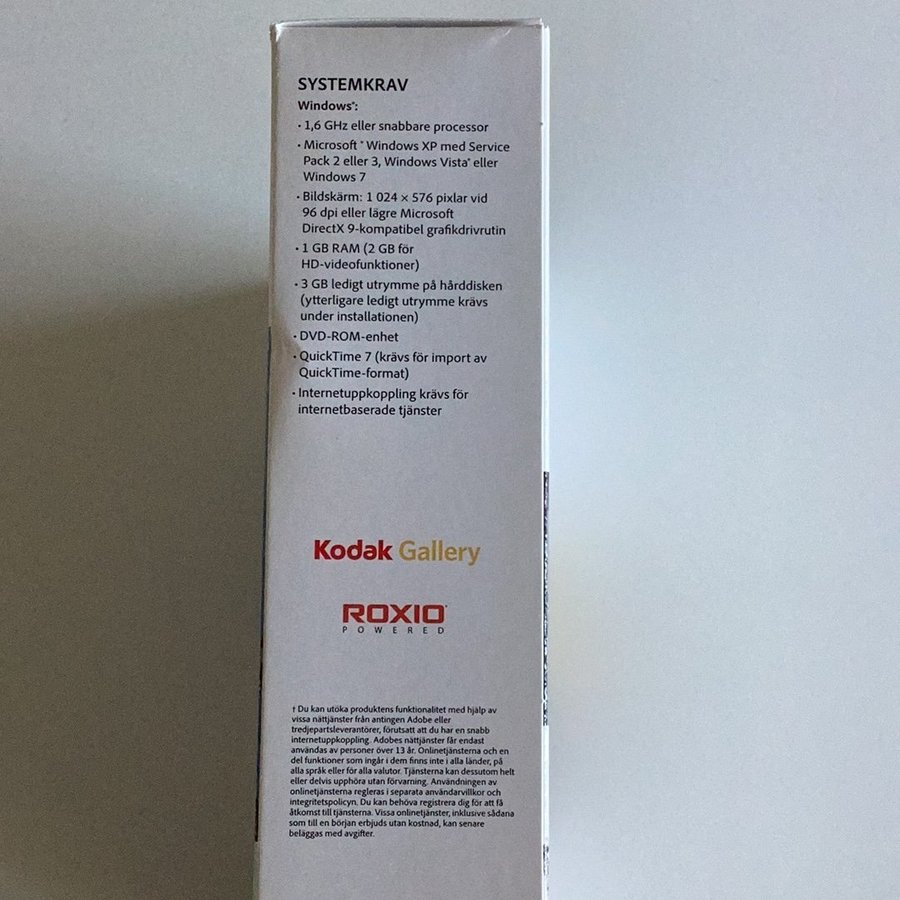 SYSTEMKRAV
Windows®:
• 1,6 GHz eller snabbare processor
• Microsoft® Windows XP med Service
Pack 2 eller 3, Windows Vista® eller
Windows 7
• Bildskärm: 1 024 × 576 pixlar vid
96 dpi eller lägre Microsoft
DirectX 9-kompatibel grafikdrivrutin
• 1 GB RAM (2 GB för
HD-videofunktioner)
• 3 GB ledigt utrymme på hårddisken
(ytterligare ledigt utrymme krävs
under installationen)
• DVD-ROM-enhet
• QuickTime 7 (krävs för import av
QuickTime-format)
• Internetuppkoppling krävs för
internetbaserade tjänster
Kodak Gallery
ROXIO®
POWERED
† Du kan utöka produktens funktionalitet med hjälp av
vissa nättjänster från antingen Adobe eller
tredjepartsleverantörer, förutsatt att du har en snabb
internetuppkoppling. Adobes nättjänster får endast
användas av personer över 13 år. Onlinetjänsterna och en
del funktioner som ingår i dem finns inte i alla länder, på
alla språk eller för alla valutor. Tjänsterna kan dessutom helt
eller delvis upphöra utan förvarning. Användningen av
onlinetjänsterna regleras i separata användarvillkor och
integritetspolicyn. Du kan behöva registrera dig för att få
åtkomst till tjänsterna. Vissa onlinetjänster, inklusive sådana
som till en början erbjuds utan kostnad, kan senare
beläggas med avgifter.